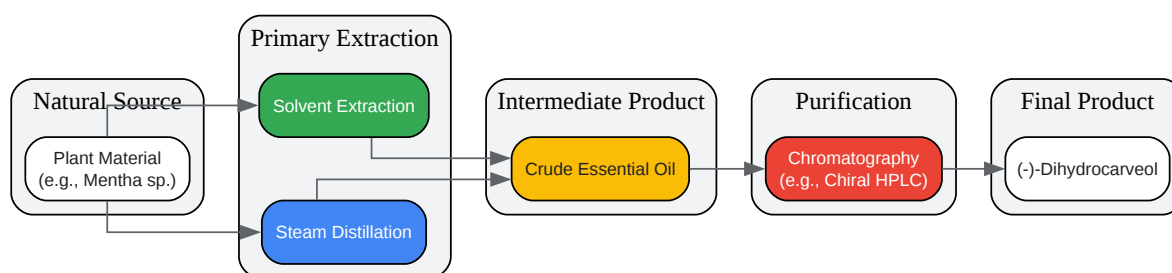 Natural Source
Plant Material
(e.g., Mentha sp.)
Primary Extraction
Solvent Extraction
Steam Distillation
Intermediate Product
Crude Essential Oil
Purification
Chromatography
(e.g., Chiral HPLC)
Final Product
(-)-Dihydrocarveol